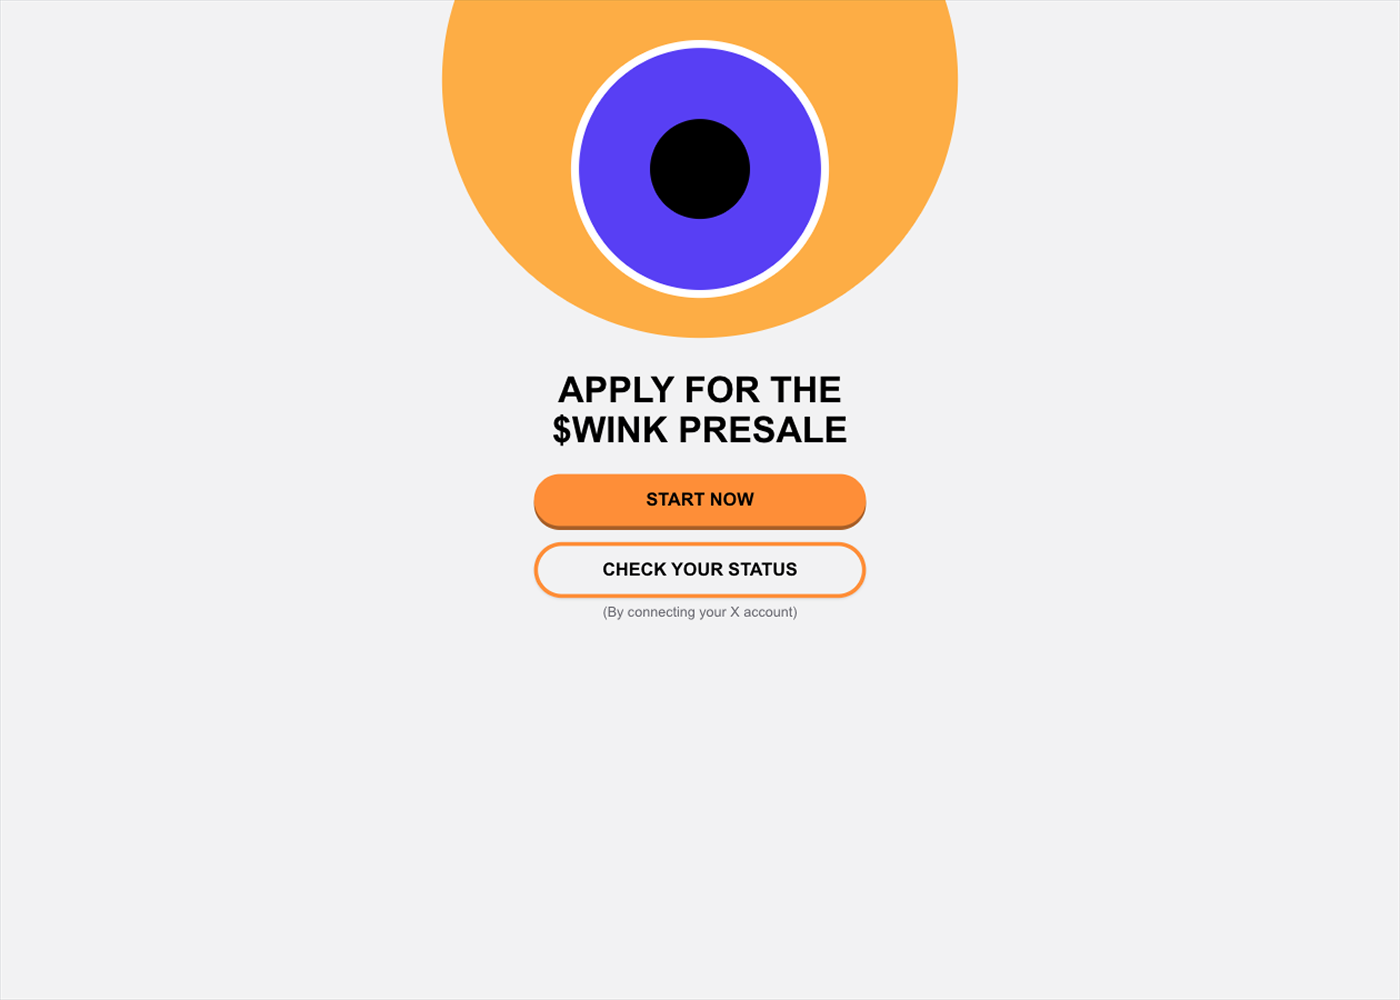 APPLY FOR THE
$WINK PRESALE
START NOW
CHECK YOUR STATUS
(By connecting your X account)